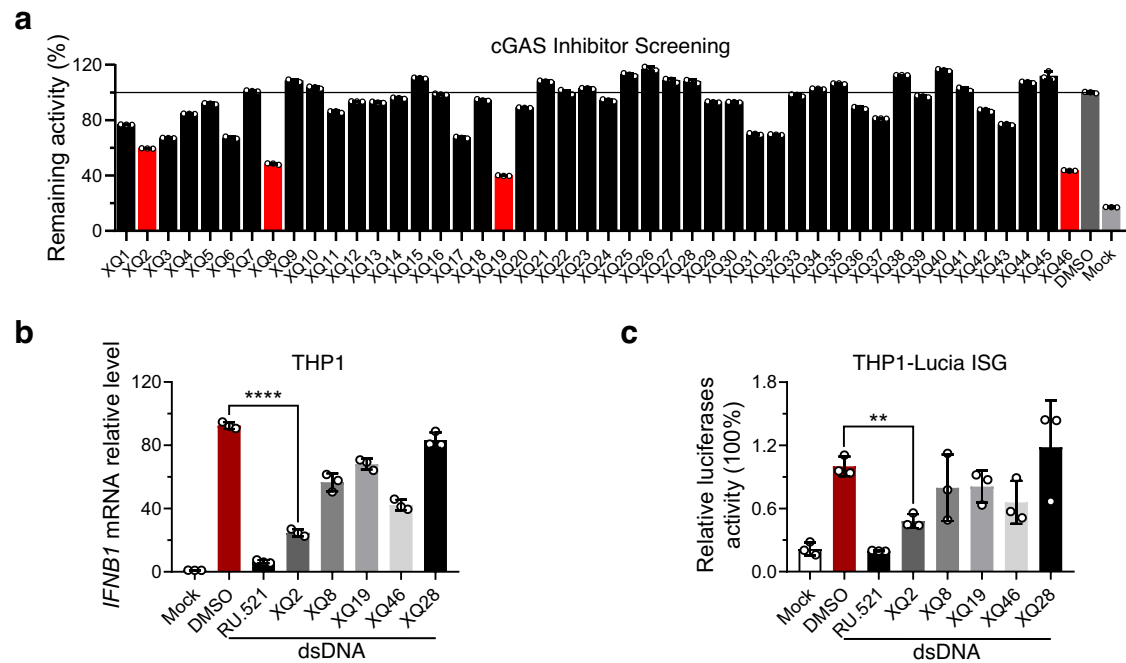 a
cGAS Inhibitor Screening
Remaining activity (%)
120
80
40
0
XQ1 XQ2 XQ3 XQ4 XQ5 XQ6 XQ7 XQ8 XQ9 XQ10 XQ11 XQ12 XQ13 XQ14 XQ15 XQ16 XQ17 XQ18 XQ19 XQ20 XQ21 XQ22 XQ23 XQ24 XQ25 XQ26 XQ27 XQ28 XQ29 XQ30 XQ31 XQ32 XQ33 XQ34 XQ35 XQ36 XQ37 XQ38 XQ39 XQ40 XQ41 XQ42 XQ43 XQ44 XQ45 XQ46 DMSO Mock
b
THP1
IFNB1 mRNA relative level
120
80
40
0
****
Mock DMSO RU.521 XQ2 XQ8 XQ19 XQ46 XQ28
dsDNA
c
THP1-Lucia ISG
Relative luciferases
activity (100%)
1.8
1.2
0.6
0.0
**
Mock DMSO RU.521 XQ2 XQ8 XQ19 XQ46 XQ28
dsDNA